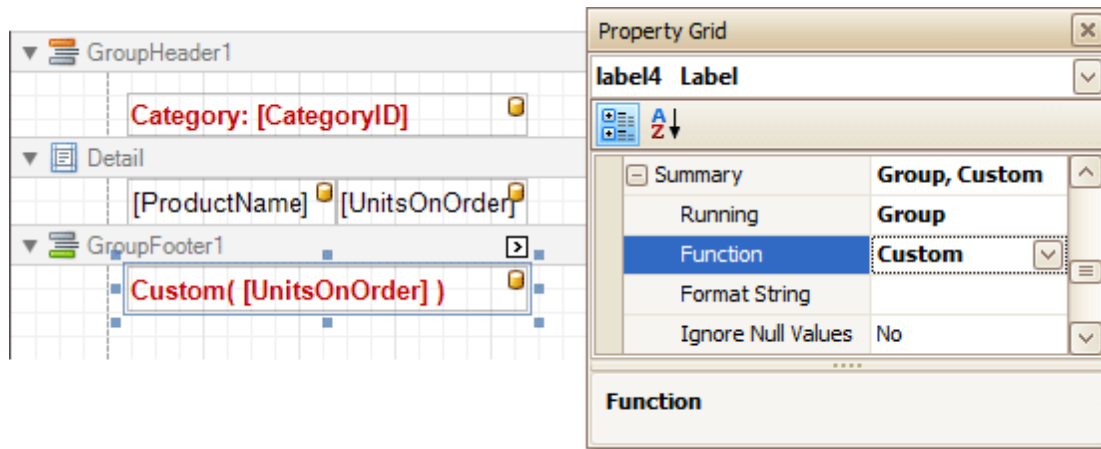 GroupHeader1
Category: [CategoryID]
Detail
[ProductName] [UnitsOnOrder]
GroupFooter1
Custom( [UnitsOnOrder] )
Property Grid
label4 Label
A
Z
Summary Group, Custom
Running Group
Function Custom
Format String
Ignore Null Values No
Function